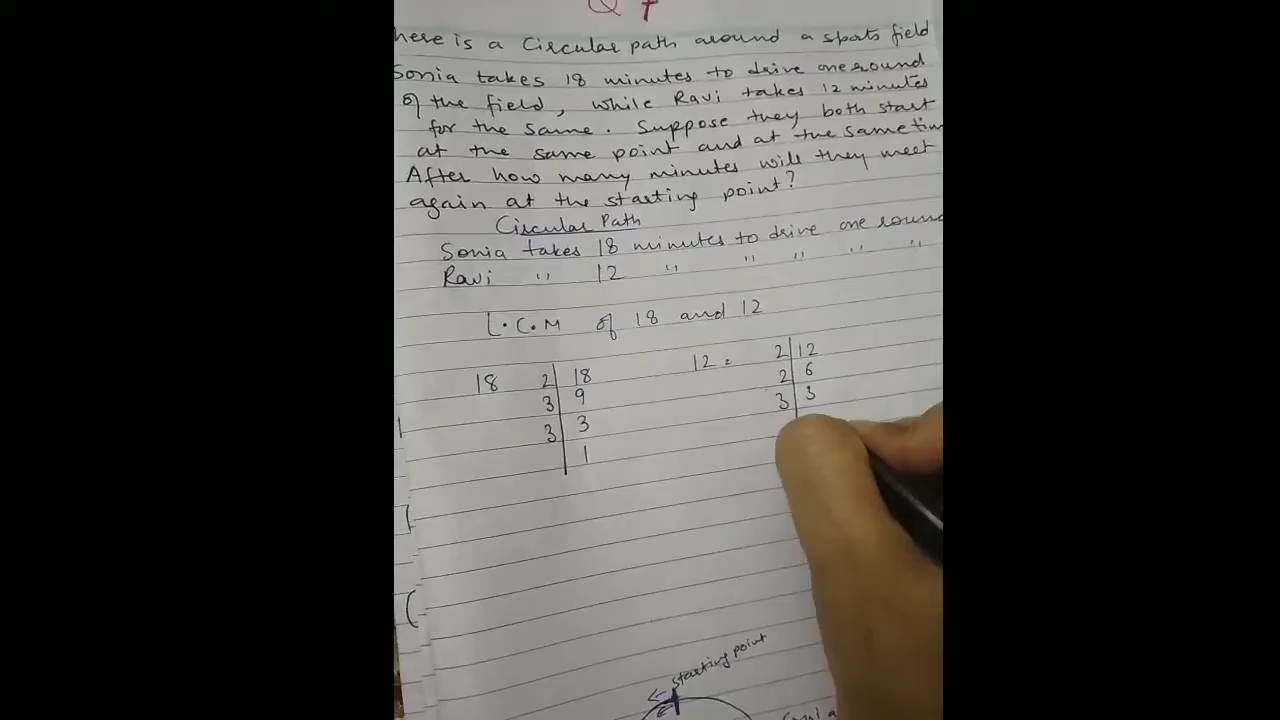 Q 7
here is a Circular path around a sports field
Sonia takes 18 minutes to drive one round
of the field, while Ravi takes 12 minutes
for the same. Suppose they both start
at the same point and at the same tim
After how many minutes will they meet
again at the starting point?
Circular Path
Sonia takes 18 minutes to drive one round
Ravi " 12 " " " " "
L.C.M of 18 and 12
18 2 18 12 = 2 12
3 9 2 6
3 3 3 3
1
starting point